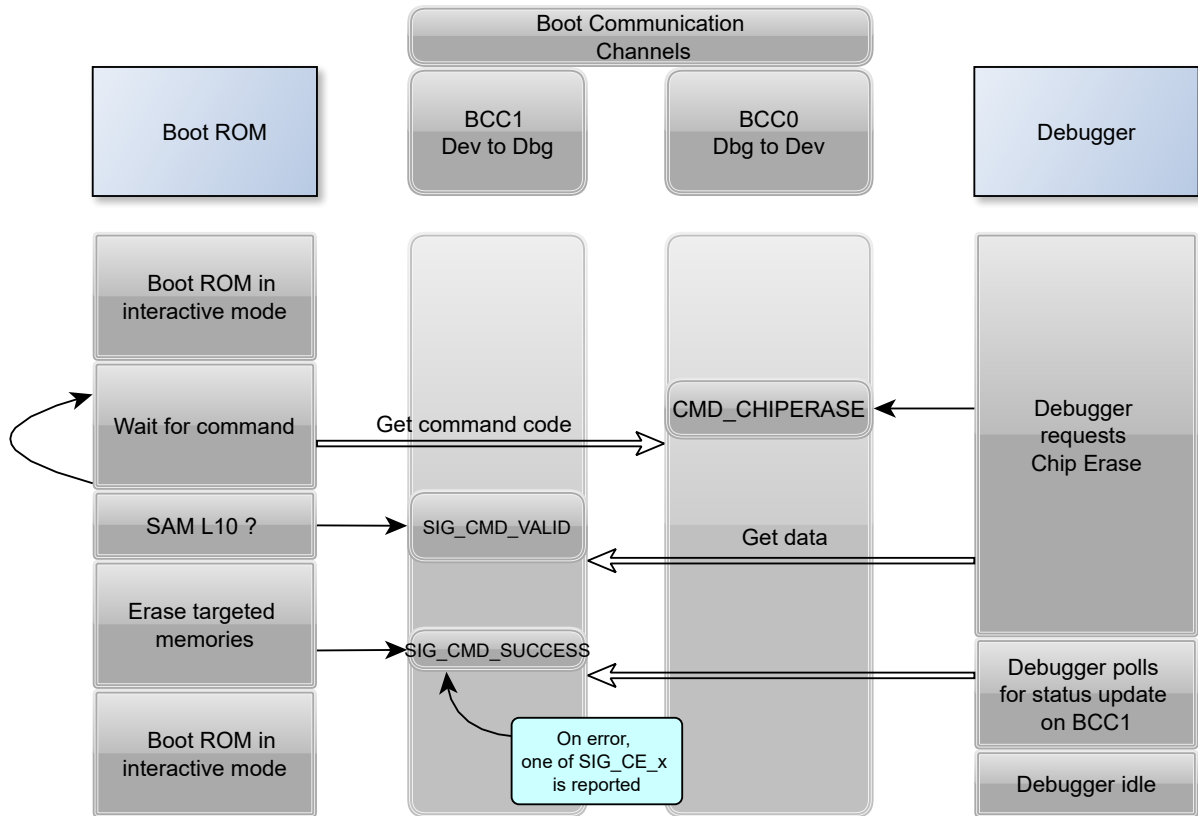 Boot Communication
Channels
Boot ROM
BCC1
Dev to Dbg
BCC0
Dbg to Dev
Debugger
Boot ROM in
interactive mode
Wait for command
Get command code
CMD_CHIPERASE
Debugger
requests
Chip Erase
SAM L10 ?
SIG_CMD_VALID
Get data
Erase targeted
memories
SIG_CMD_SUCCESS
Debugger polls
for status update
on BCC1
Boot ROM in
interactive mode
On error,
one of SIG_CE_x
is reported
Debugger idle